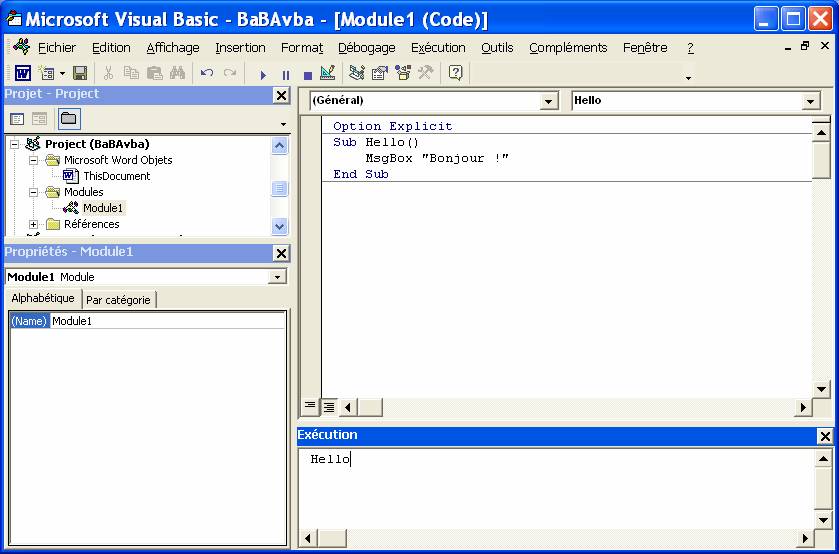 Microsoft Visual Basic - BaBAvba - [Module1 (Code)]
Fichier Edition Affichage Insertion Format Débogage Exécution Outils Compléments Fenêtre ?
Projet - Project
Project (BaBAvba)
Microsoft Word Objets
ThisDocument
Modules
Module1
Références
Propriétés - Module1
Module1 Module
Alphabétique Par catégorie
(Name) Module1
(Général) Hello
Option Explicit
Sub Hello()
MsgBox "Bonjour !"
End Sub
Exécution
Hello